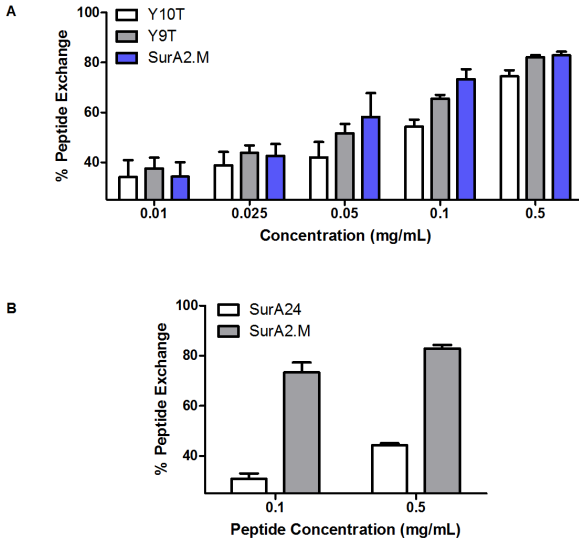 A
Y10T
Y9T
SurA2.M
% Peptide Exchange
100
80
60
40
0.01 0.025 0.05 0.1 0.5
Concentration (mg/mL)
B
SurA24
SurA2.M
% Peptide Exchange
100
80
60
40
0.1 0.5
Peptide Concentration (mg/mL)